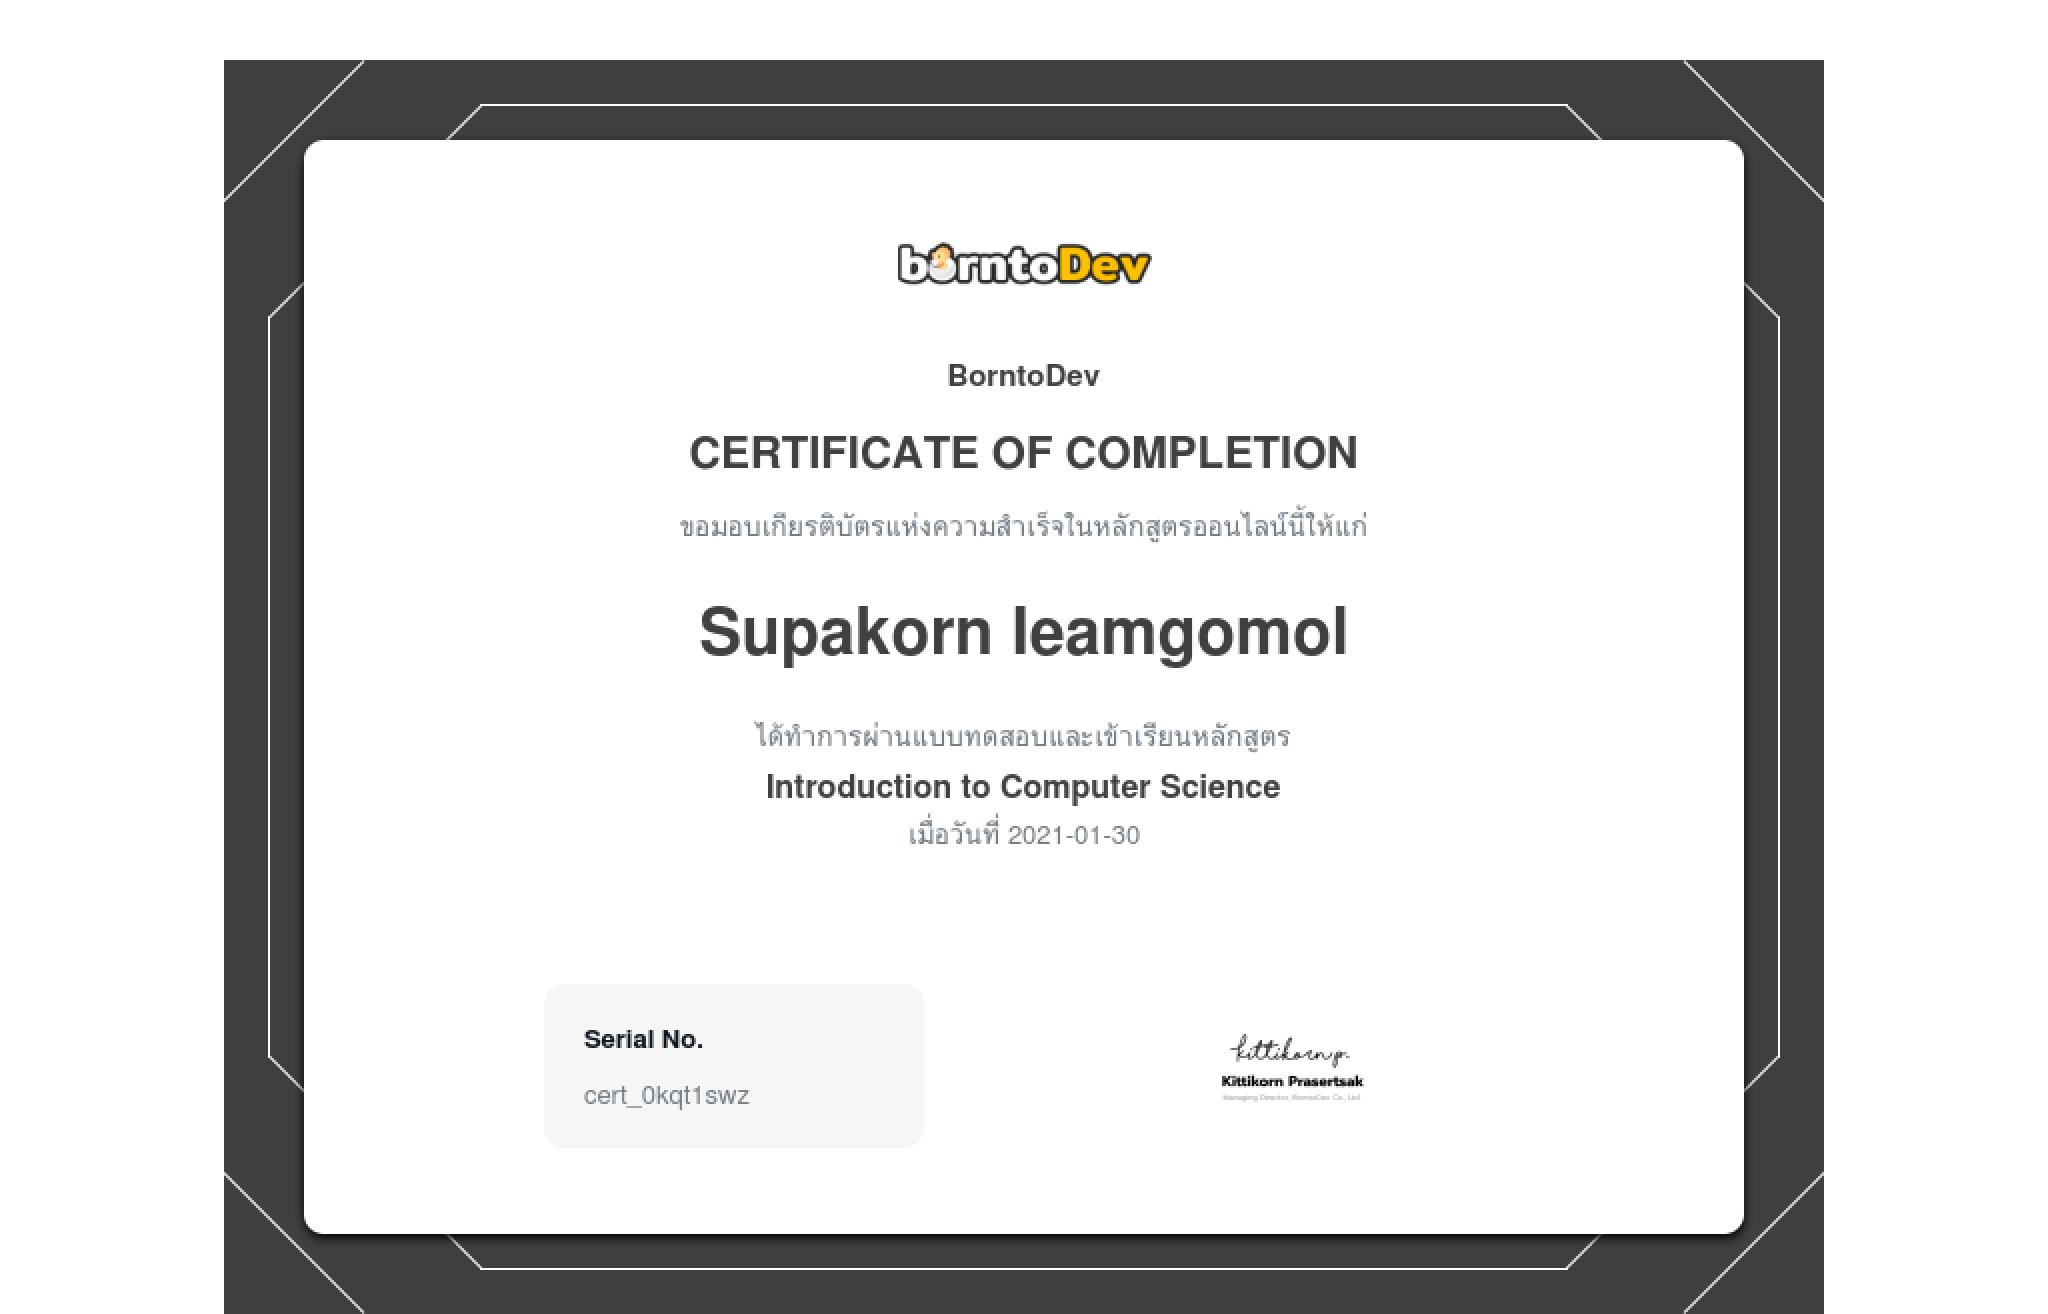 borntoDev
BorntoDev
CERTIFICATE OF COMPLETION
ขอมอบเกียรติบัตรแห่งความสำเร็จในหลักสูตรออนไลน์นี้ให้แก่
Supakorn Ieamgomol
ได้ทำการผ่านแบบทดสอบและเข้าเรียนหลักสูตร
Introduction to Computer Science
เมื่อวันที่ 2021-01-30
Serial No.
cert_0kqt1swz
kittikorn pr.
Kittikorn Prasertsak
Managing Director, BorntoDev Co., Ltd.